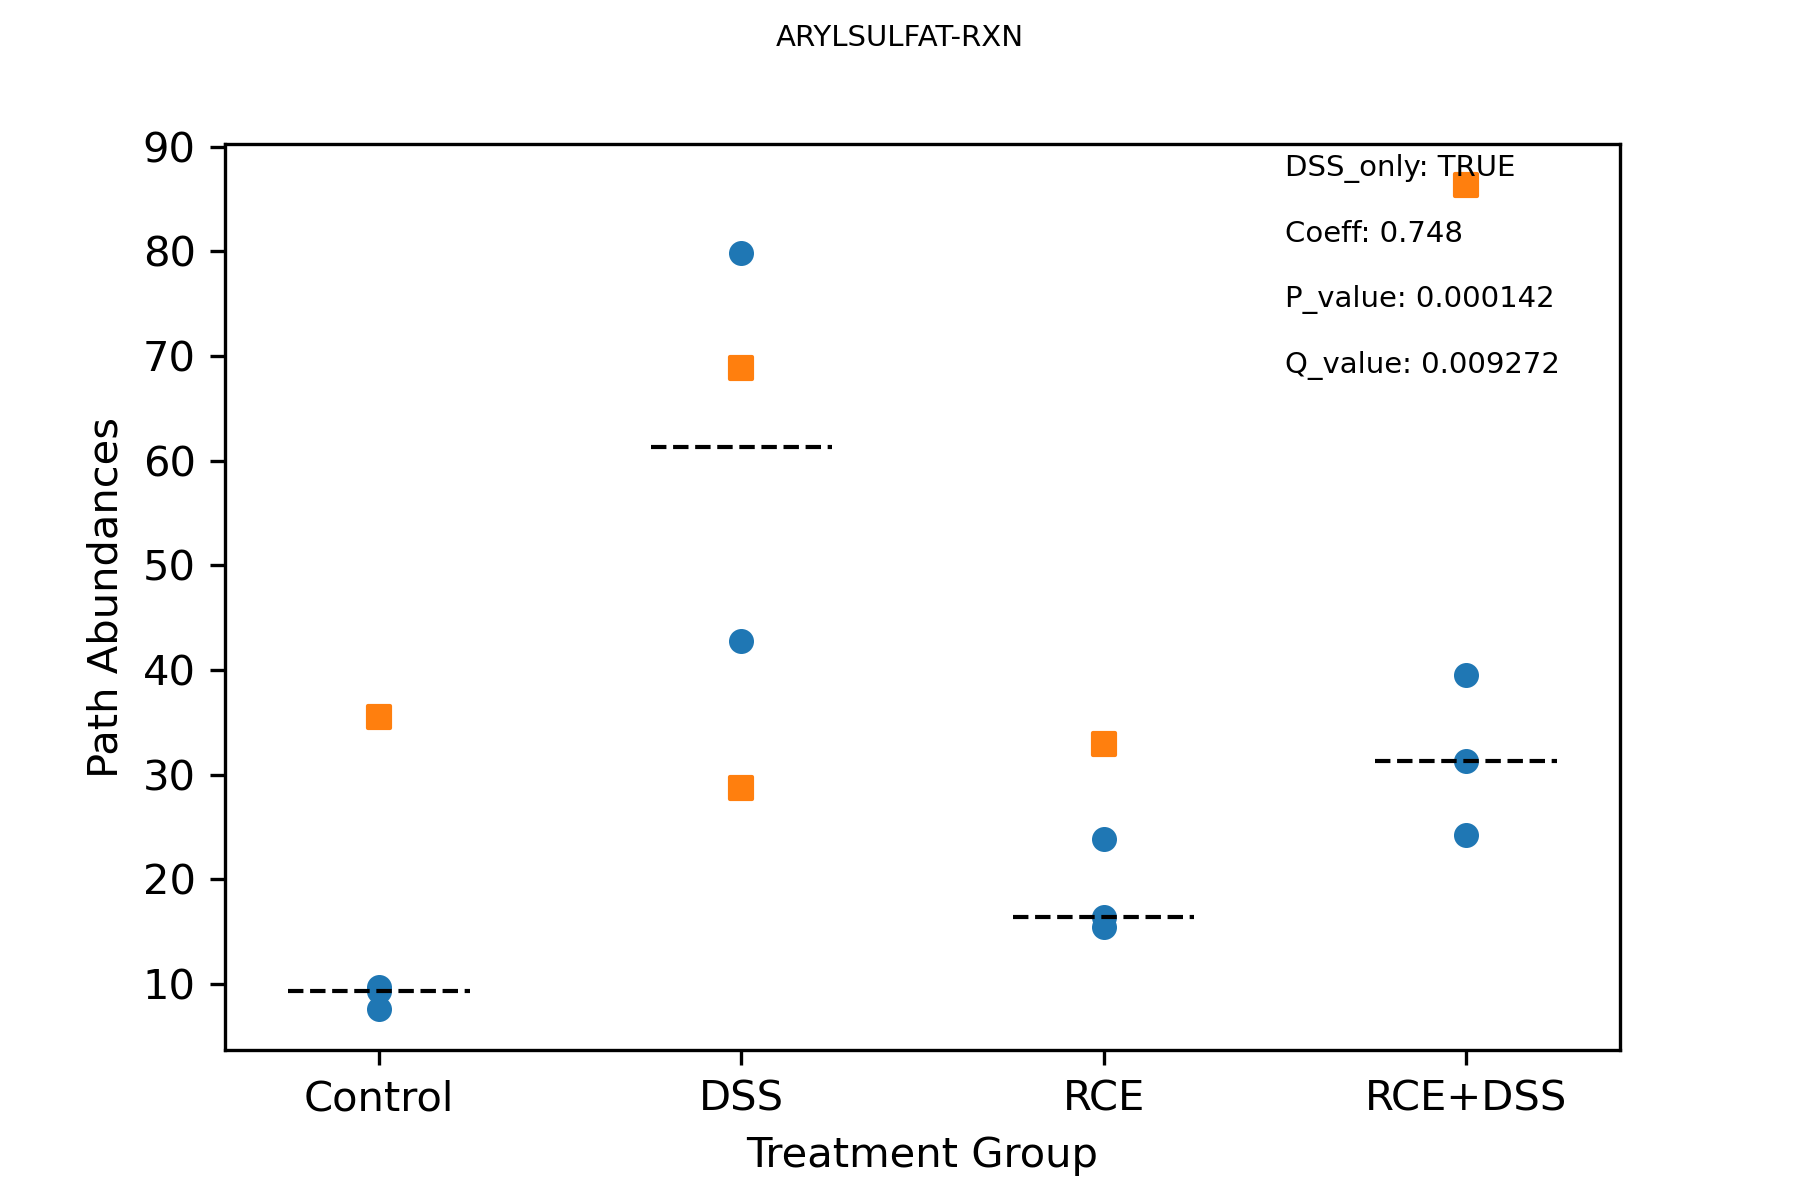 ARYLSULFAT-RXN
90
80
70
60
50
40
30
20
10
Path Abundances
DSS_only: TRUE
Coeff: 0.748
P_value: 0.000142
Q_value: 0.009272
Control DSS RCE RCE+DSS
Treatment Group